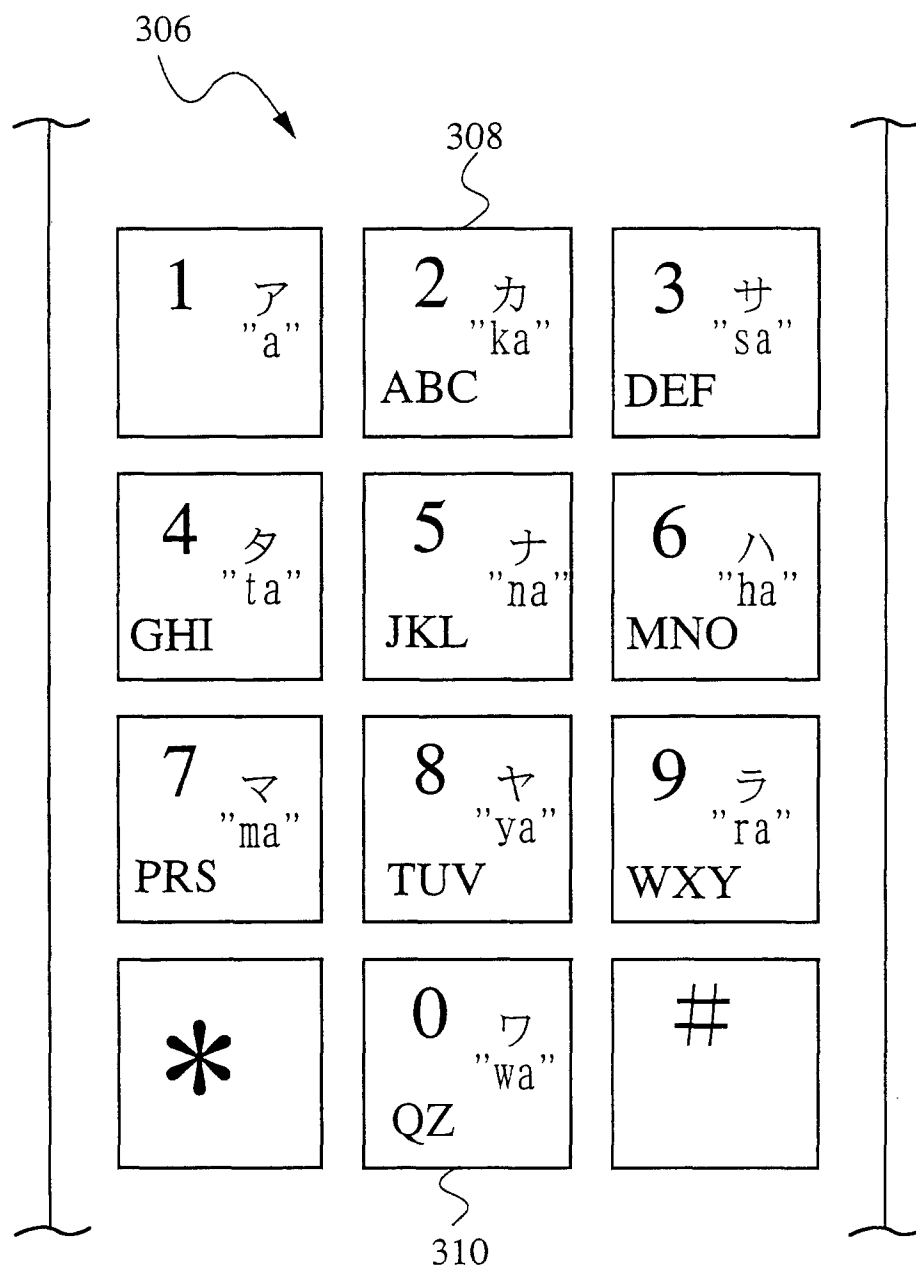 306
308
1 ア
"a"
2 カ
"ka"
ABC
3 サ
"sa"
DEF
4 タ
"ta"
GHI
5 ナ
"na"
JKL
6 ハ
"ha"
MNO
7 マ
"ma"
PRS
8 ヤ
"ya"
TUV
9 ラ
"ra"
WXY
*
0 ワ
"wa"
QZ
#
310